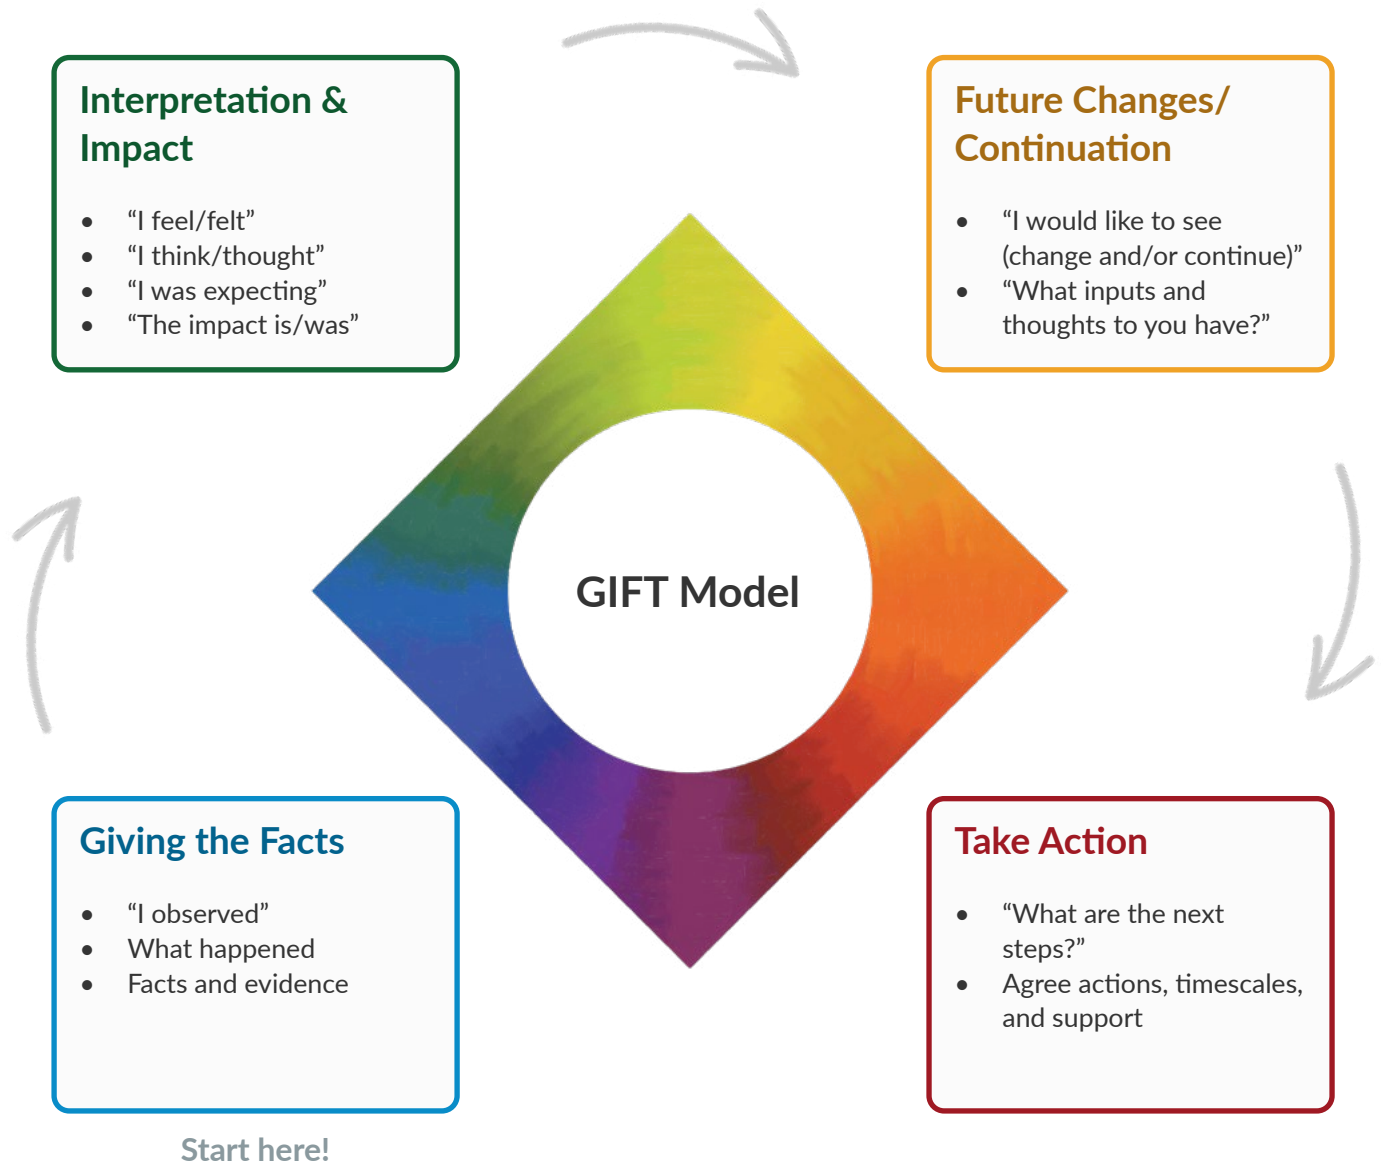 Interpretation &
Impact
● “I feel/felt”
● “I think/thought”
● “I was expecting”
● “The impact is/was”
Future Changes/
Continuation
● “I would like to see
(change and/or continue)”
● “What inputs and
thoughts to you have?”
GIFT Model
Giving the Facts
● “I observed”
● What happened
● Facts and evidence
Start here!
Take Action
● “What are the next
steps?”
● Agree actions, timescales,
and support